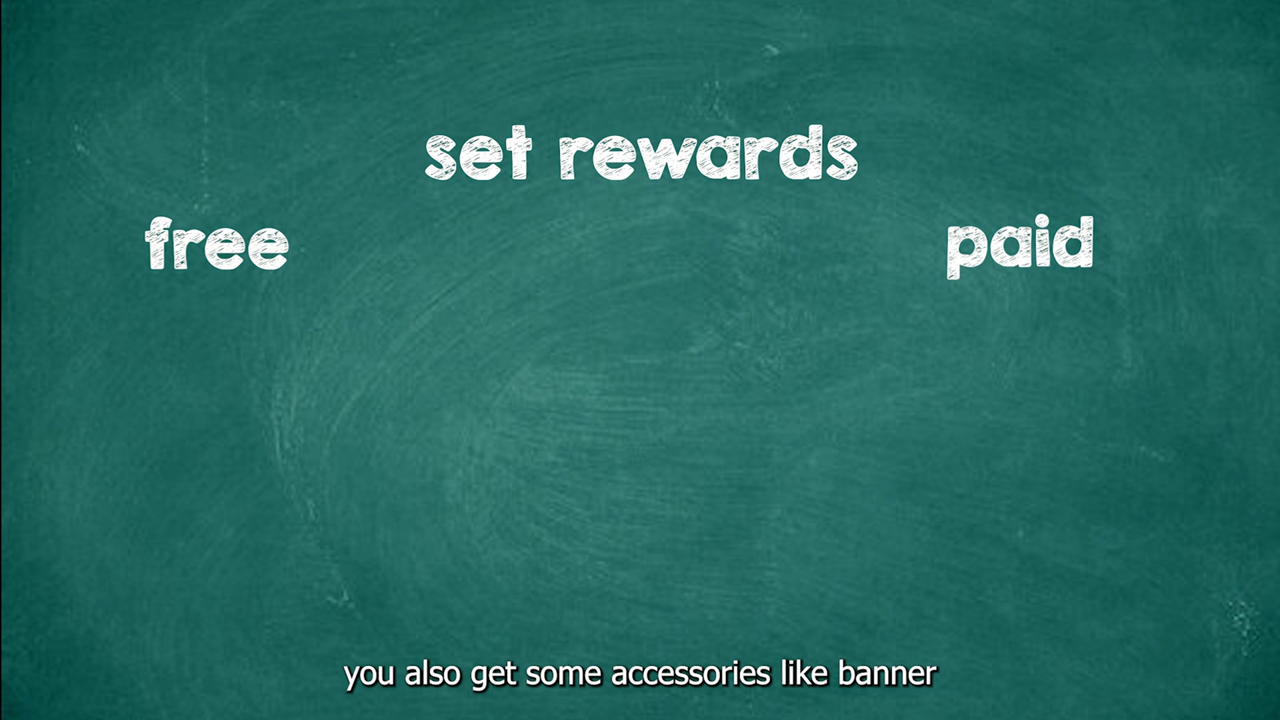 set rewards
free
paid
you also get some accessories like banner